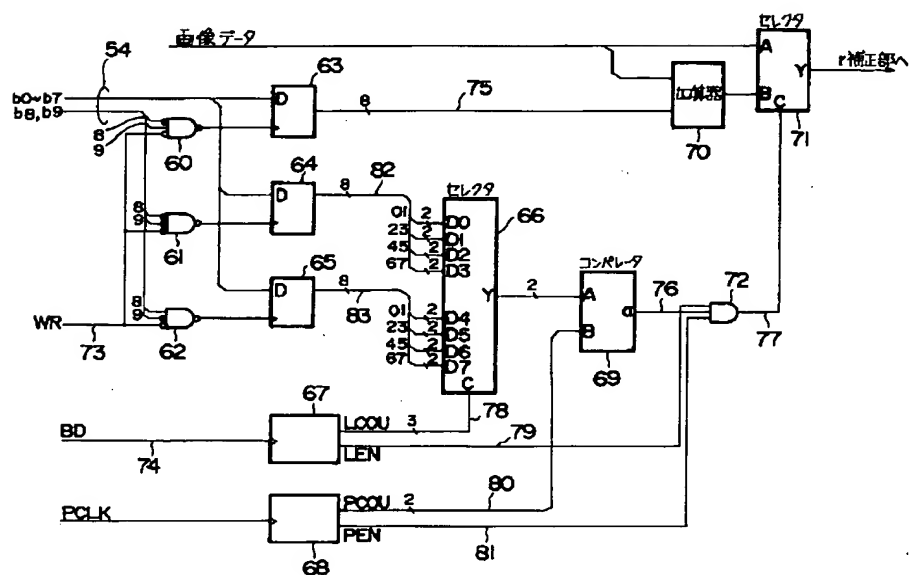 セレクタ
画像データ
54
63
A
Y
γ補正部へ
b0~b7
b8,b9
D
8
75
加算器
B
C
8
9
60
70
71
64
D
8
82
セレクタ
66
8
9
61
01 2 D0
23 2 D1
45 2 D2
67 2 D3
65
D
8
83
コンパレータ
72
Y
2
A
76
8
9
62
WR
73
01 2 D4
23 2 D5
45 2 D6
67 2 D7
B
69
77
C
67
LCOU
3
78
BD
74
LEN
79
PCLK
PCOU
2
80
PEN
68
81